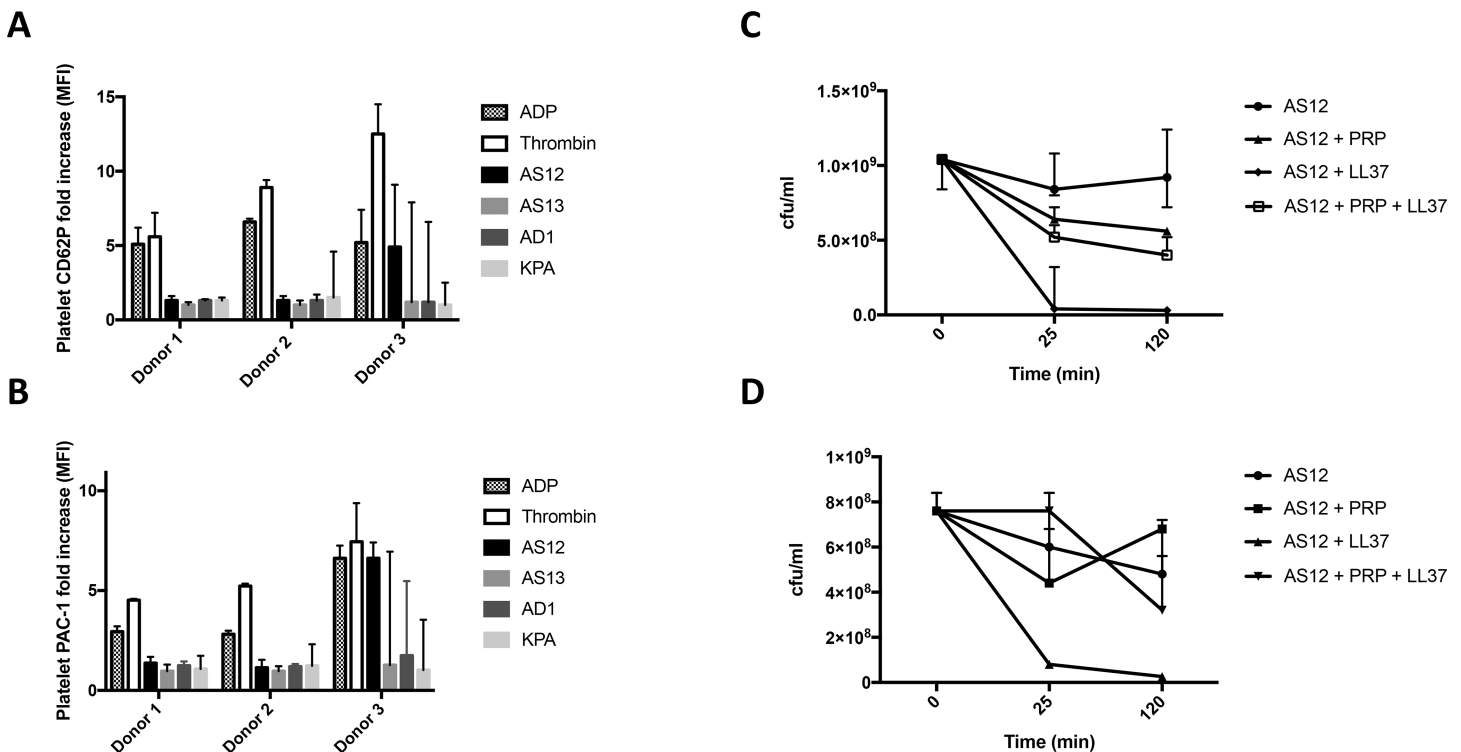 A
Platelet CD62P fold increase (MFI)
15
10
5
0
Donor 1
Donor 2
Donor 3
ADP
Thrombin
AS12
AS13
AD1
KPA
B
Platelet PAC-1 fold increase (MFI)
10
5
0
Donor 1
Donor 2
Donor 3
ADP
Thrombin
AS12
AS13
AD1
KPA
C
cfu/ml
1.5×10⁹
1.0×10⁹
5.0×10⁸
0.0
0
25
120
Time (min)
AS12
AS12 + PRP
AS12 + LL37
AS12 + PRP + LL37
D
cfu/ml
1×10⁹
8×10⁸
6×10⁸
4×10⁸
2×10⁸
0
0
25
120
Time (min)
AS12
AS12 + PRP
AS12 + LL37
AS12 + PRP + LL37